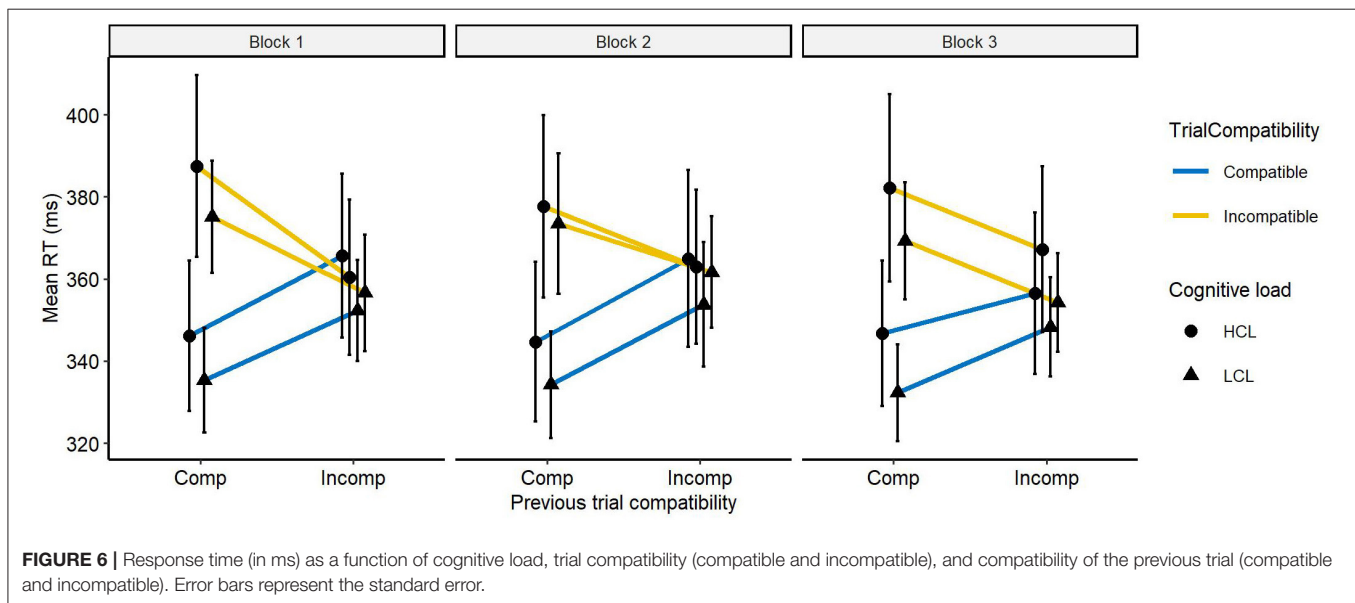 Block 1
Block 2
Block 3
Mean RT (ms)
400
380
360
340
320
Comp
Incomp
Comp
Incomp
Comp
Incomp
Previous trial compatibility
TrialCompatibility
Compatible
Incompatible
Cognitive load
HCL
LCL
FIGURE 6 | Response time (in ms) as a function of cognitive load, trial compatibility (compatible and incompatible), and compatibility of the previous trial (compatible
and incompatible). Error bars represent the standard error.